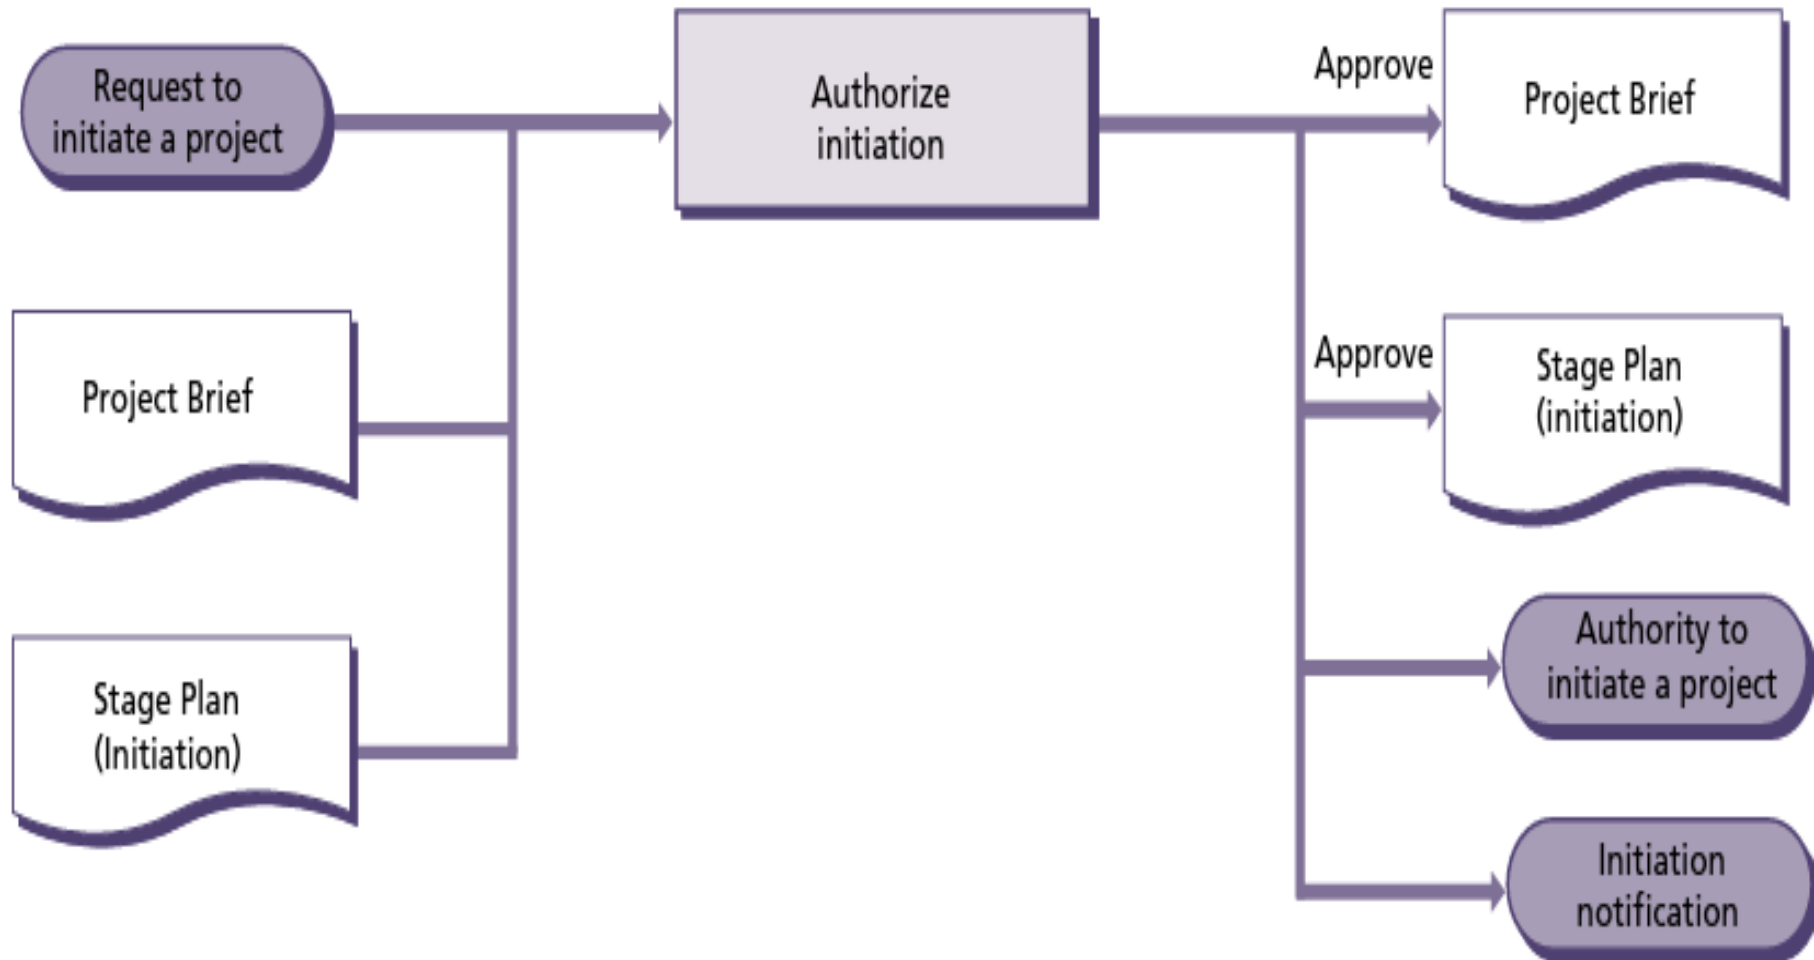 Request to
initiate a project
Authorize
initiation
Approve
Project Brief
Project Brief
Approve
Stage Plan
(initiation)
Stage Plan
(Initiation)
Authority to
initiate a project
Initiation
notification